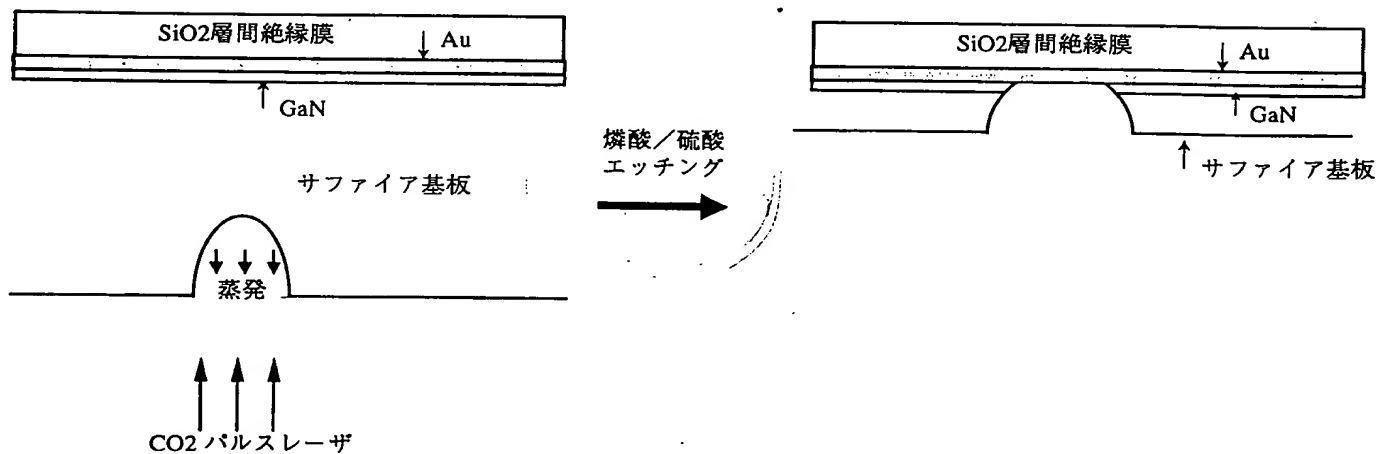 SiO2層間絶縁膜
Au
GaN
サファイア基板
蒸発
CO2 パルスレーザ
燐酸／硫酸
エッチング
SiO2層間絶縁膜
Au
GaN
サファイア基板